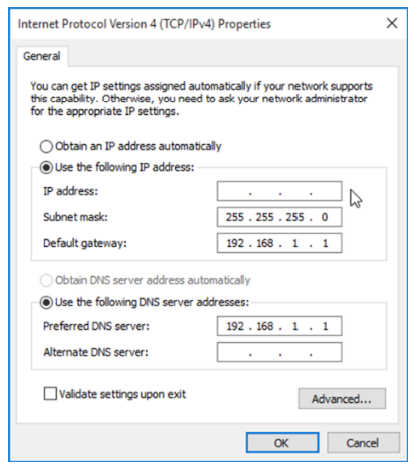 Internet Protocol Version 4 (TCP/IPv4) Properties
General
You can get IP settings assigned automatically if your network supports
this capability. Otherwise, you need to ask your network administrator
for the appropriate IP settings.
Obtain an IP address automatically
Use the following IP address:
IP address: . . .
Subnet mask: 255 . 255 . 255 . 0
Default gateway: 192 . 168 . 1 . 1
Obtain DNS server address automatically
Use the following DNS server addresses:
Preferred DNS server: 192 . 168 . 1 . 1
Alternate DNS server: . . .
Validate settings upon exit
Advanced...
OK Cancel